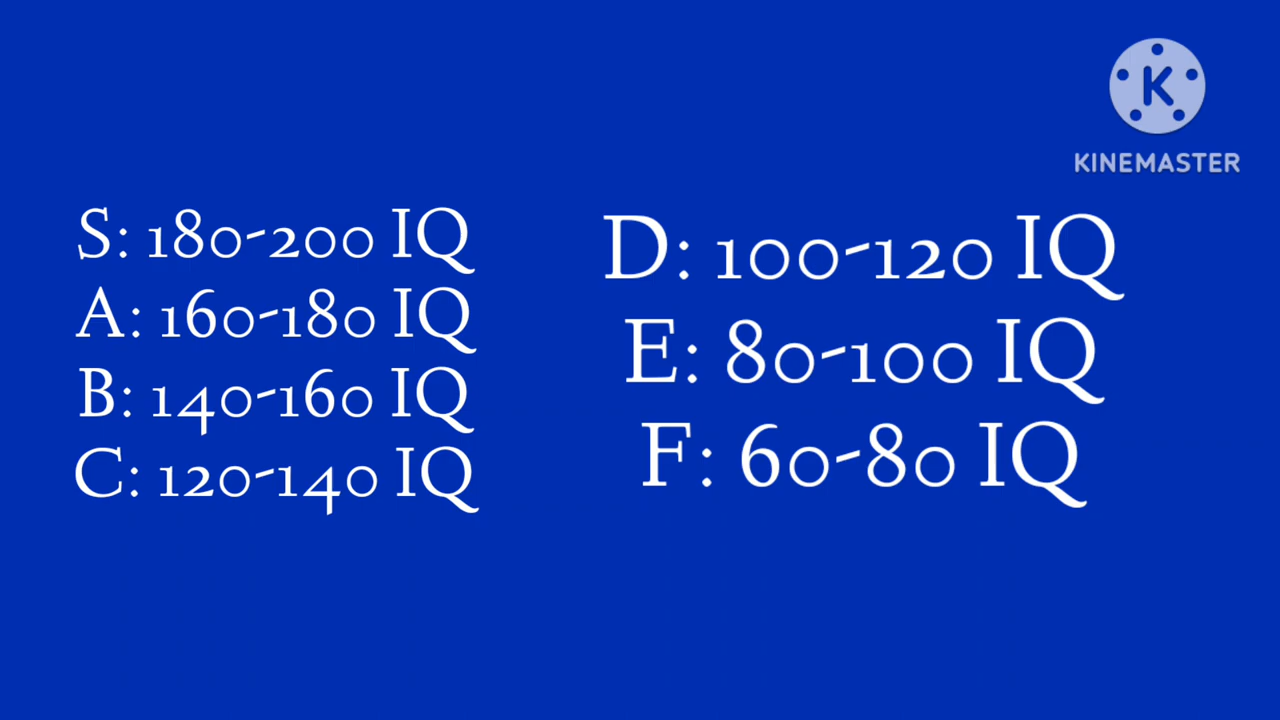 K
KINEMASTER
S: 180-200 IQ
A: 160-180 IQ
B: 140-160 IQ
C: 120-140 IQ
D: 100-120 IQ
E: 80-100 IQ
F: 60-80 IQ